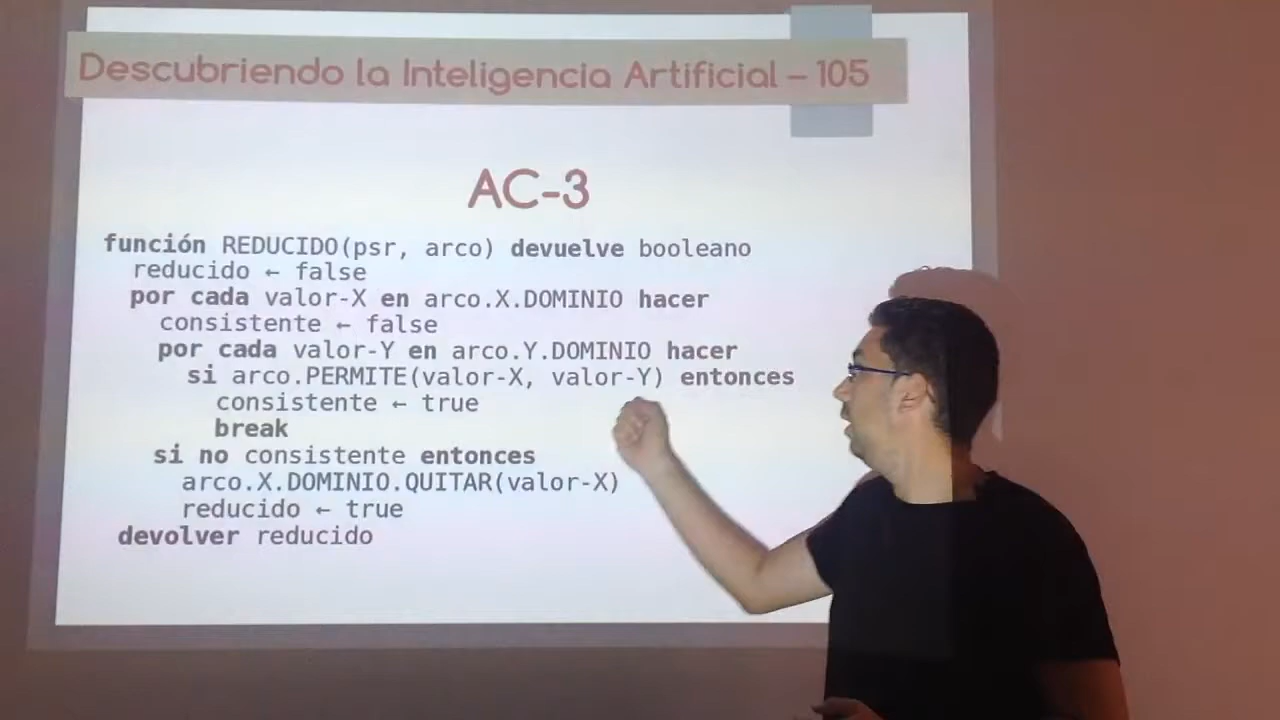 Descubriendo la Inteligencia Artificial – 105
AC-3
función REDUCIDO(psr, arco) devuelve booleano
reducido ← false
por cada valor-X en arco.X.DOMINIO hacer
consistente ← false
por cada valor-Y en arco.Y.DOMINIO hacer
si arco.PERMITE(valor-X, valor-Y) entonces
consistente ← true
break
si no consistente entonces
arco.X.DOMINIO.QUITAR(valor-X)
reducido ← true
devolver reducido